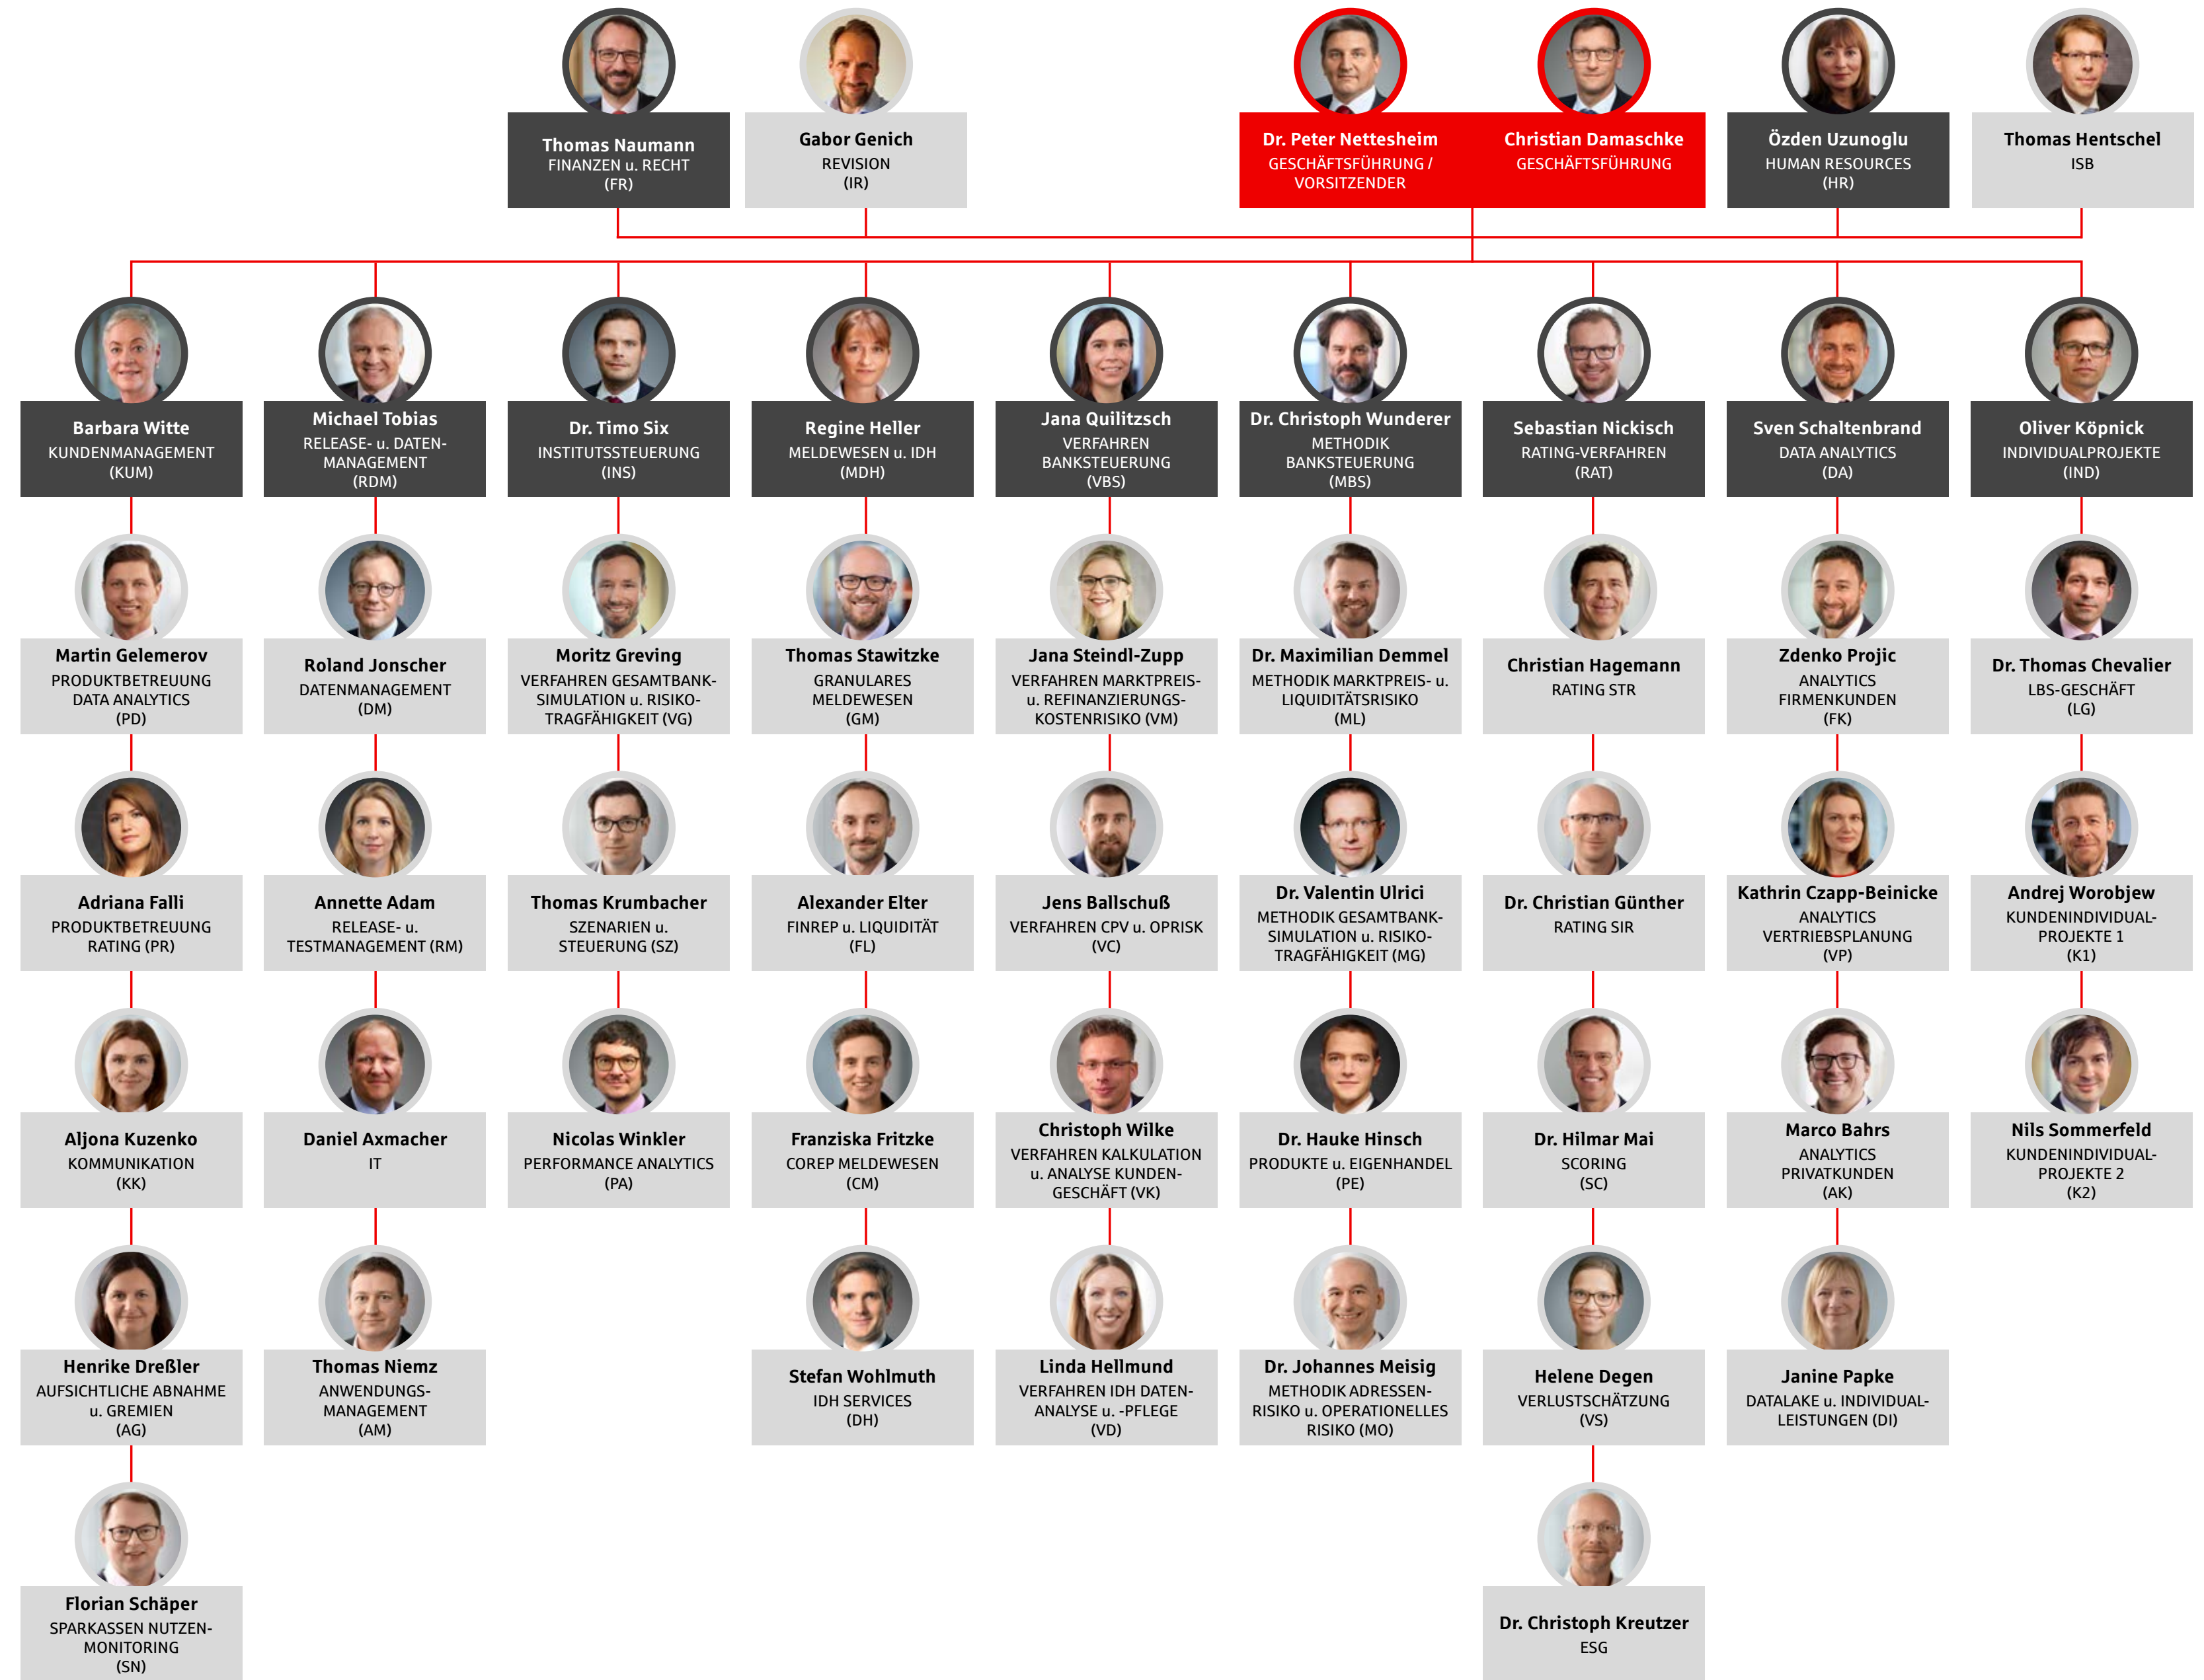 Thomas Naumann
FINANZEN u. RECHT
(FR)
Gabor Genich
REVISION
(IR)
Dr. Peter Nettesheim
GESCHÄFTSFÜHRUNG /
VORSITZENDER
Christian Damaschke
GESCHÄFTSFÜHRUNG
Özden Uzunoglu
HUMAN RESOURCES
(HR)
Thomas Hentschel
ISB
Barbara Witte
KUNDENMANAGEMENT
(KUM)
Michael Tobias
RELEASE- u. DATEN-
MANAGEMENT
(RDM)
Dr. Timo Six
INSTITUTSSTEUERUNG
(INS)
Regine Heller
MELDEWESEN u. IDH
(MDH)
Jana Quilitzsch
VERFAHREN
BANKSTEUERUNG
(VBS)
Dr. Christoph Wunderer
METHODIK
BANKSTEUERUNG
(MBS)
Sebastian Nickisch
RATING-VERFAHREN
(RAT)
Sven Schaltenbrand
DATA ANALYTICS
(DA)
Oliver Köpnick
INDIVIDUALPROJEKTE
(IND)
Martin Gelemerov
PRODUKTBETREUUNG
DATA ANALYTICS
(PD)
Roland Jonscher
DATENMANAGEMENT
(DM)
Moritz Greving
VERFAHREN GESAMTBANK-
SIMULATION u. RISIKO-
TRAGFÄHIGKEIT (VG)
Thomas Stawitzke
GRANULARES
MELDEWESEN
(GM)
Jana Steindl-Zupp
VERFAHREN MARKTPREIS-
u. REFINANZIERUNGS-
KOSTENRISIKO (VM)
Dr. Maximilian Demmel
METHODIK MARKTPREIS- u.
LIQUIDITÄTSRISIKO
(ML)
Christian Hagemann
RATING STR
Zdenko Projic
ANALYTICS
FIRMENKUNDEN
(FK)
Dr. Thomas Chevalier
LBS-GESCHÄFT
(LG)
Adriana Falli
PRODUKTBETREUUNG
RATING (PR)
Annette Adam
RELEASE- u.
TESTMANAGEMENT (RM)
Thomas Krumbacher
SZENARIEN u.
STEUERUNG (SZ)
Alexander Elter
FINREP u. LIQUIDITÄT
(FL)
Jens Ballschuß
VERFAHREN CPV u. OPRISK
(VC)
Dr. Valentin Ulrici
METHODIK GESAMTBANK-
SIMULATION u. RISIKO-
TRAGFÄHIGKEIT (MG)
Dr. Christian Günther
RATING SIR
Kathrin Czapp-Beinicke
ANALYTICS
VERTRIEBSPLANUNG
(VP)
Andrej Worobjew
KUNDENINDIVIDUAL-
PROJEKTE 1
(K1)
Aljona Kuzenko
KOMMUNIKATION
(KK)
Daniel Axmacher
IT
Nicolas Winkler
PERFORMANCE ANALYTICS
(PA)
Franziska Fritzke
COREP MELDEWESEN
(CM)
Christoph Wilke
VERFAHREN KALKULATION
u. ANALYSE KUNDEN-
GESCHÄFT (VK)
Dr. Hauke Hinsch
PRODUKTE u. EIGENHANDEL
(PE)
Dr. Hilmar Mai
SCORING
(SC)
Marco Bahrs
ANALYTICS
PRIVATKUNDEN
(AK)
Nils Sommerfeld
KUNDENINDIVIDUAL-
PROJEKTE 2
(K2)
Henrike Dreßler
AUFSICHTLICHE ABNAHME
u. GREMIEN
(AG)
Thomas Niemz
ANWENDUNGS-
MANAGEMENT
(AM)
Stefan Wohlmuth
IDH SERVICES
(DH)
Linda Hellmund
VERFAHREN IDH DATEN-
ANALYSE u. -PFLEGE
(VD)
Dr. Johannes Meisig
METHODIK ADRESSEN-
RISIKO u. OPERATIONELLES
RISIKO (MO)
Helene Degen
VERLUSTSCHÄTZUNG
(VS)
Janine Papke
DATALAKE u. INDIVIDUAL-
LEISTUNGEN (DI)
Florian Schäper
SPARKASSEN NUTZEN-
MONITORING
(SN)
Dr. Christoph Kreutzer
ESG